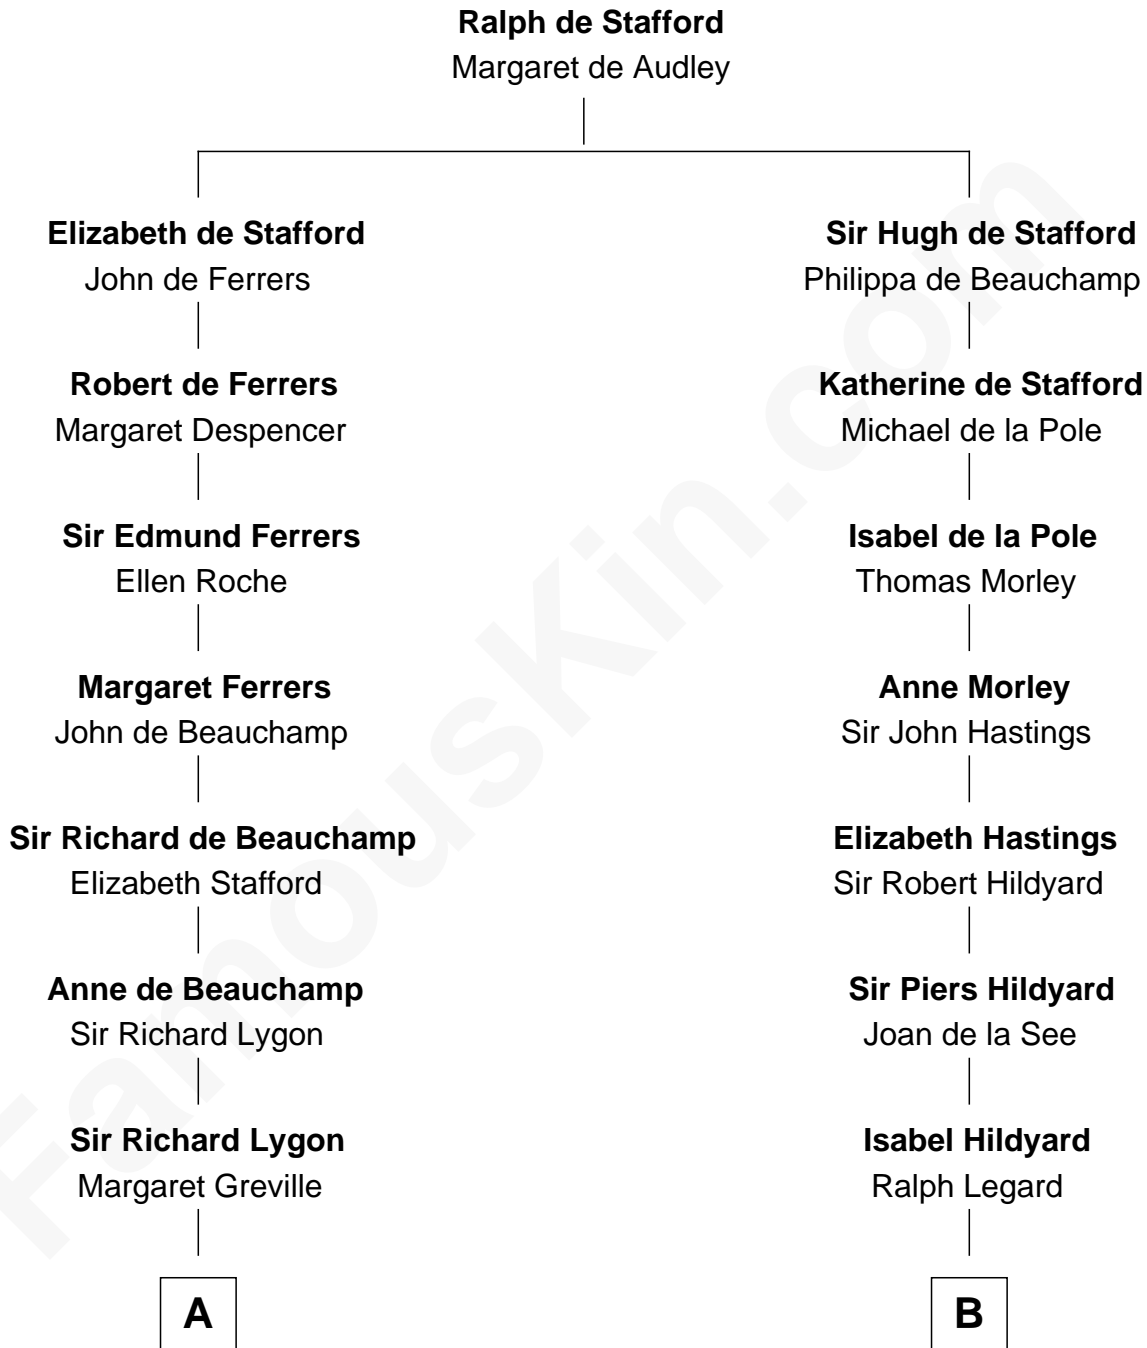 Ralph de Stafford
Margaret de Audley
Elizabeth de Stafford
John de Ferrers
Robert de Ferrers
Margaret Despencer
Sir Edmund Ferrers
Ellen Roche
Margaret Ferrers
John de Beauchamp
Sir Richard de Beauchamp
Elizabeth Stafford
Anne de Beauchamp
Sir Richard Lygon
Sir Richard Lygon
Margaret Greville
A
Sir Hugh de Stafford
Philippa de Beauchamp
Katherine de Stafford
Michael de la Pole
Isabel de la Pole
Thomas Morley
Anne Morley
Sir John Hastings
Elizabeth Hastings
Sir Robert Hildyard
Sir Piers Hildyard
Joan de la See
Isabel Hildyard
Ralph Legard
B
FamousKin.com